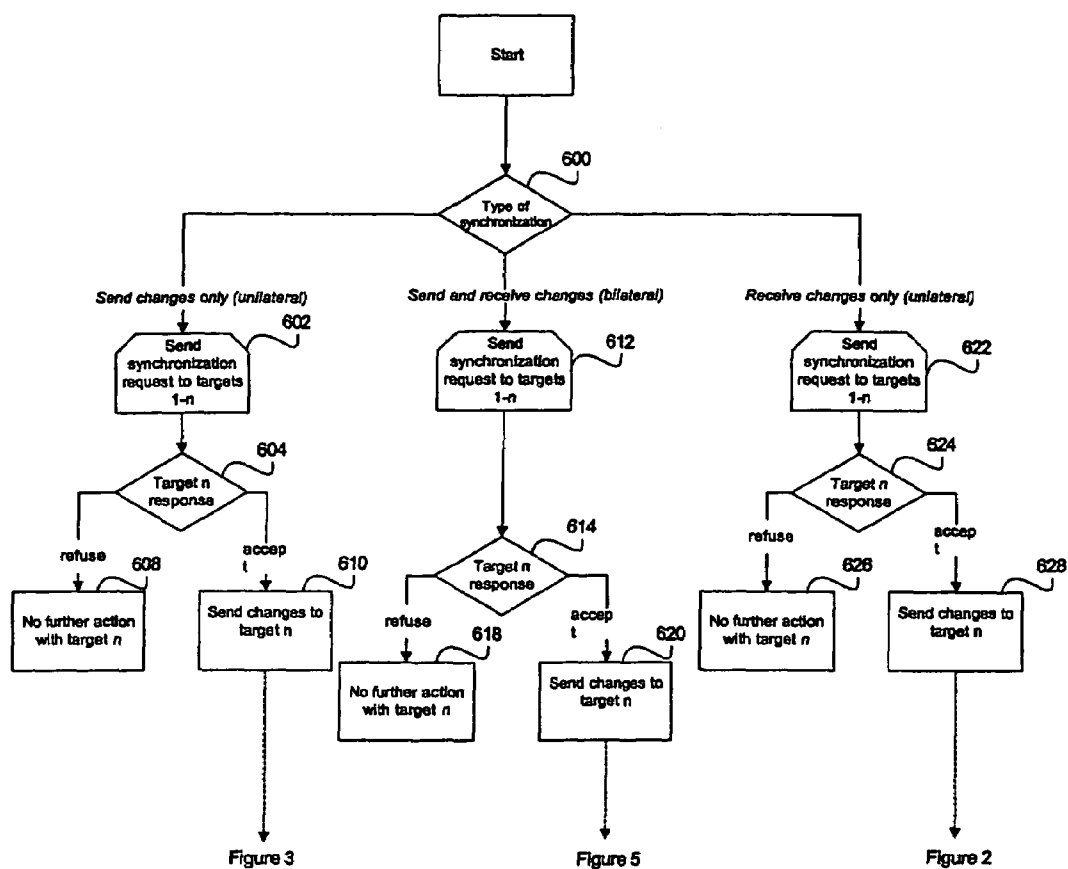 Start
600
Type of
synchronization
Send changes only (unilateral)
Send and receive changes (bilateral)
Receive changes only (unilateral)
602
Send
synchronization
request to targets
1-n
612
Send
synchronization
request to targets
1-n
622
Send
synchronization
request to targets
1-n
604
Target n
response
614
Target n
response
624
Target n
response
refuse
accep
t
refuse
accep
t
refuse
accep
t
608
No further action
with target n
610
Send changes to
target n
618
No further action
with target n
620
Send changes to
target n
626
No further action
with target n
628
Send changes to
target n
Figure 3
Figure 5
Figure 2